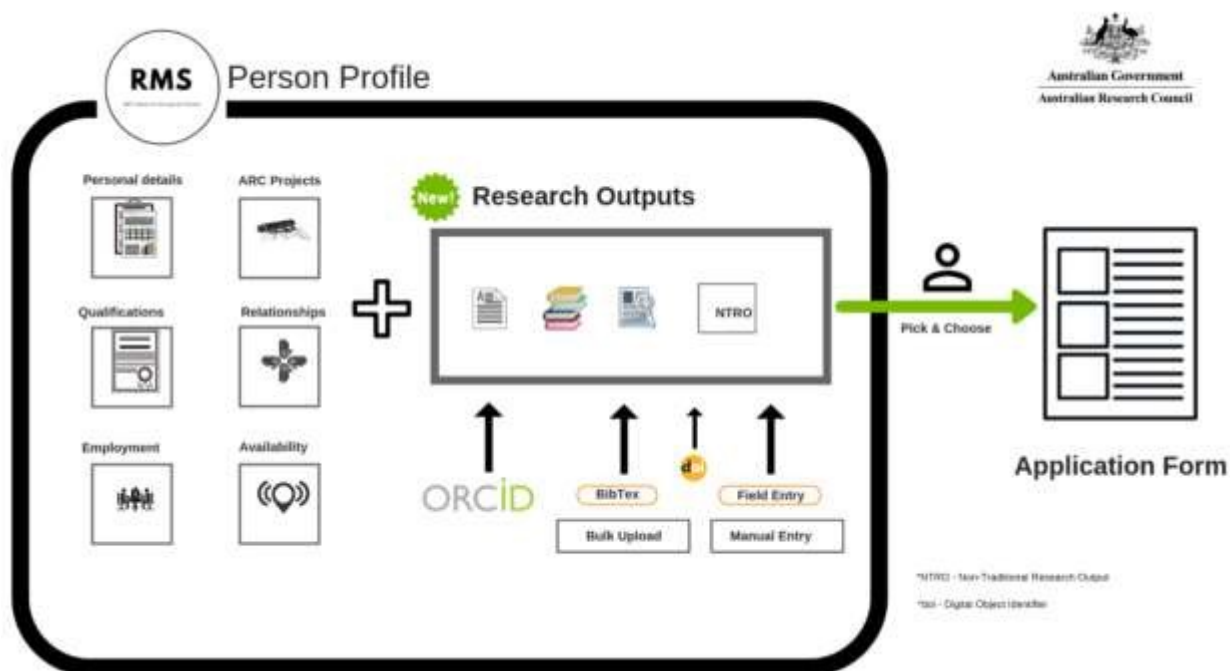 RMS
Person Profile
Australian Government
Australian Research Council
Personal details
ARC Projects
New!
Research Outputs
Qualifications
Relationships
NTRO
Pick & Choose
Employment
Availability
ORCiD
BibTex
doi
Field Entry
Bulk Upload
Manual Entry
Application Form
*NTRO - Non-Traditional Research Output
*doi - Digital Object Identifier